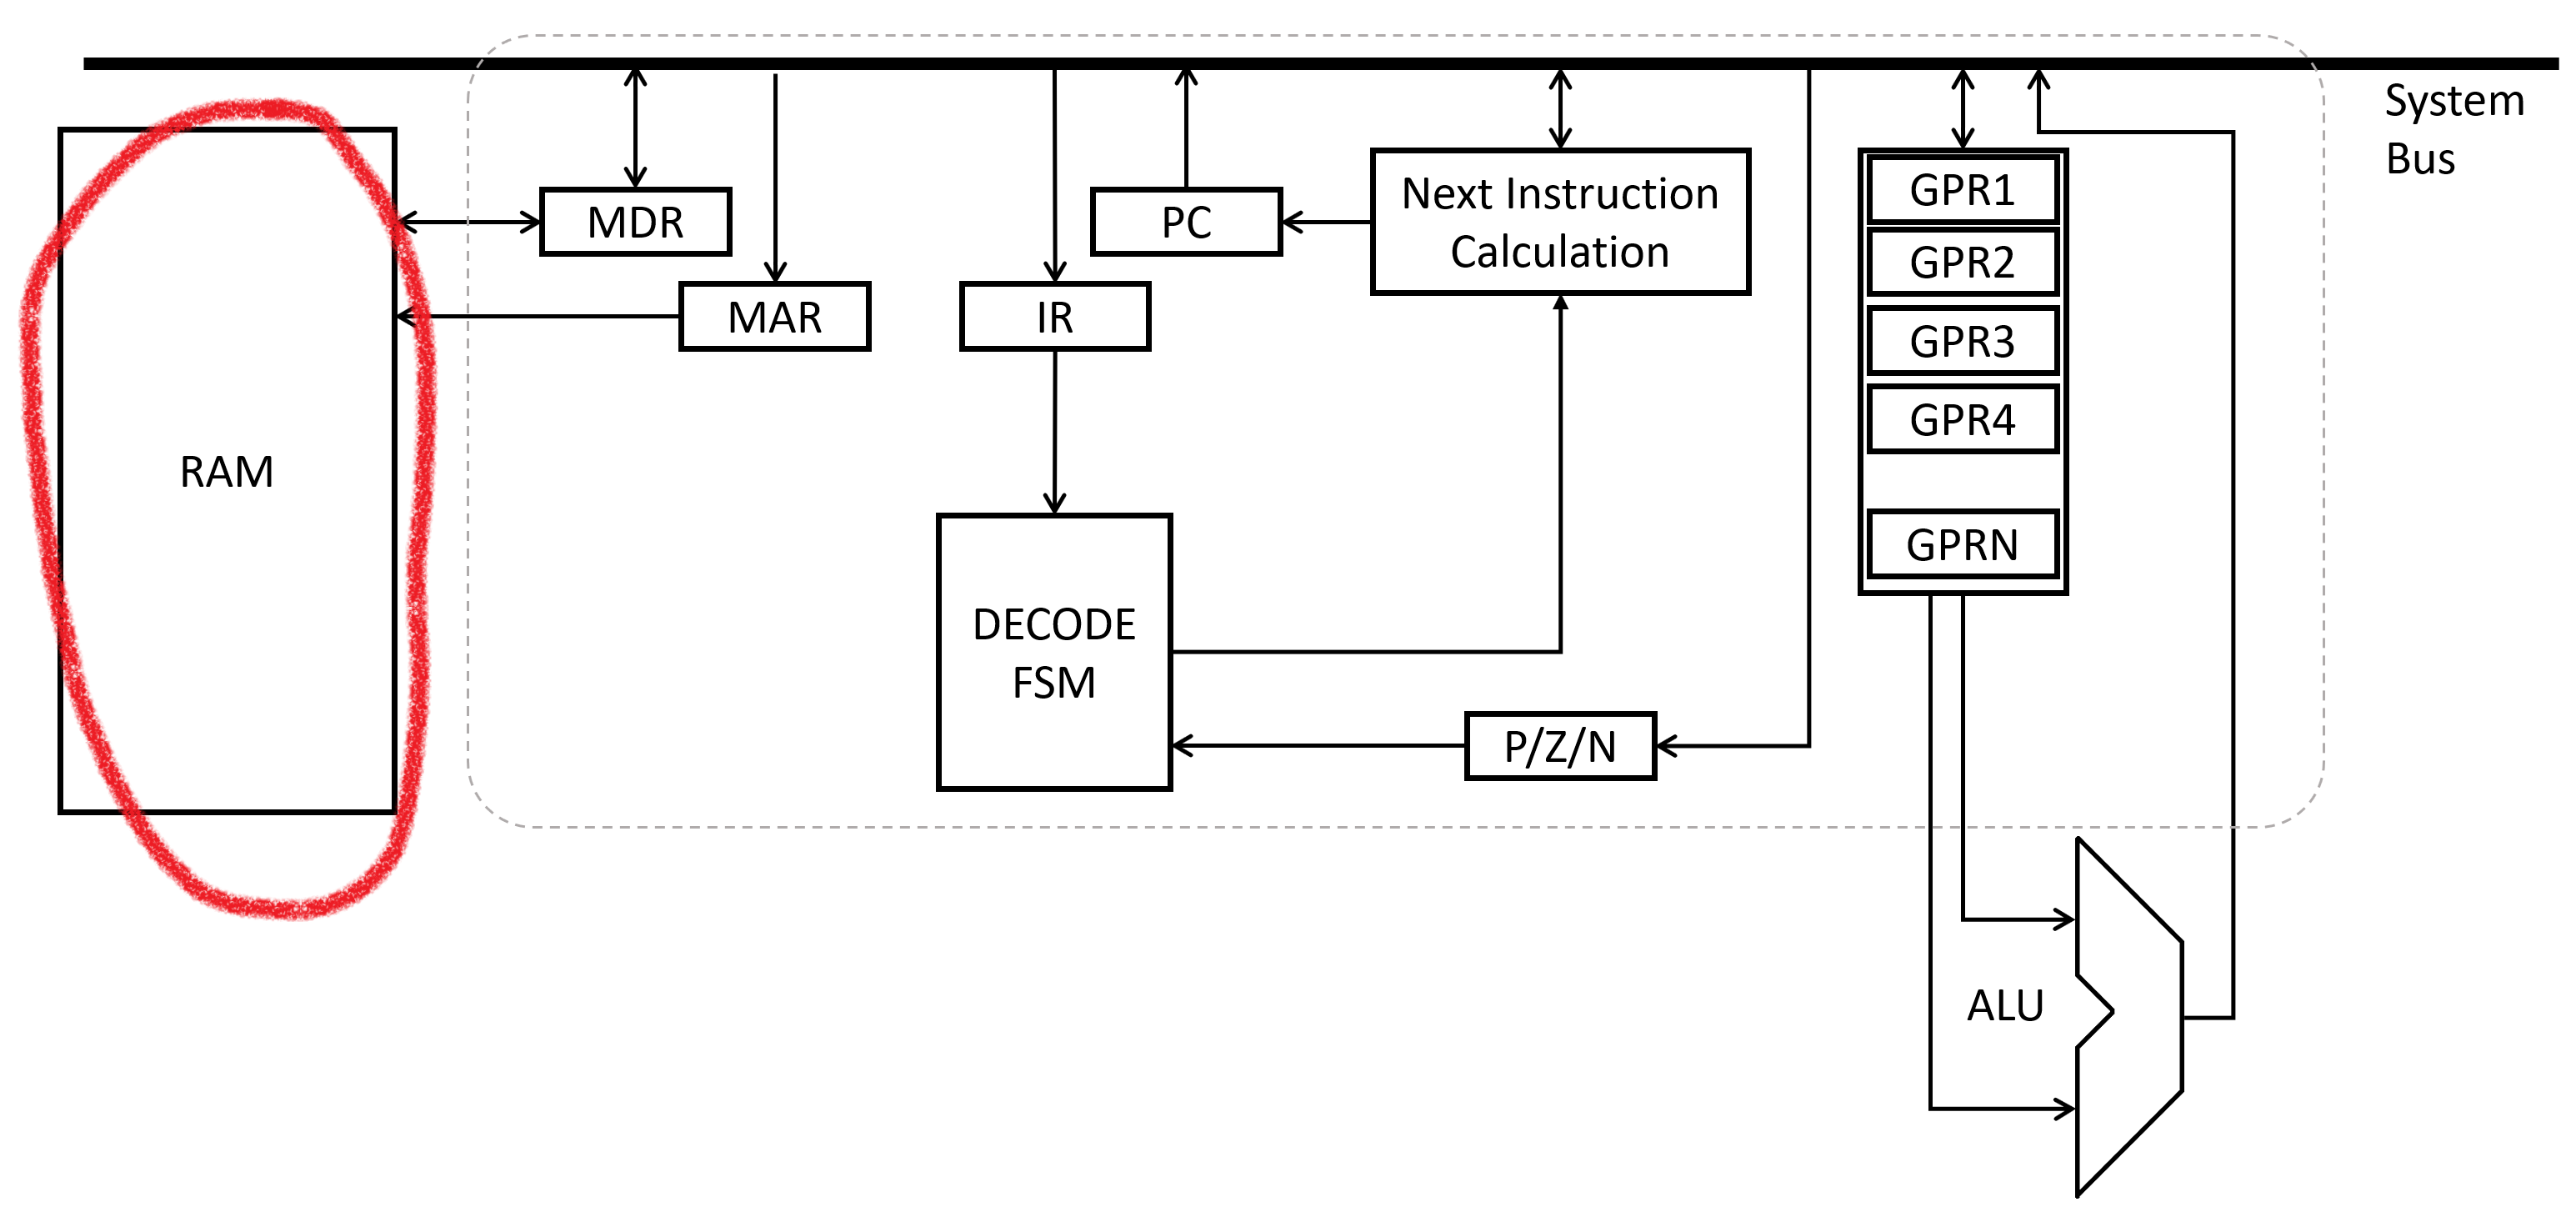 System
Bus
RAM
MDR
MAR
IR
PC
Next Instruction
Calculation
DECODE
FSM
P/Z/N
GPR1
GPR2
GPR3
GPR4
GPRN
ALU